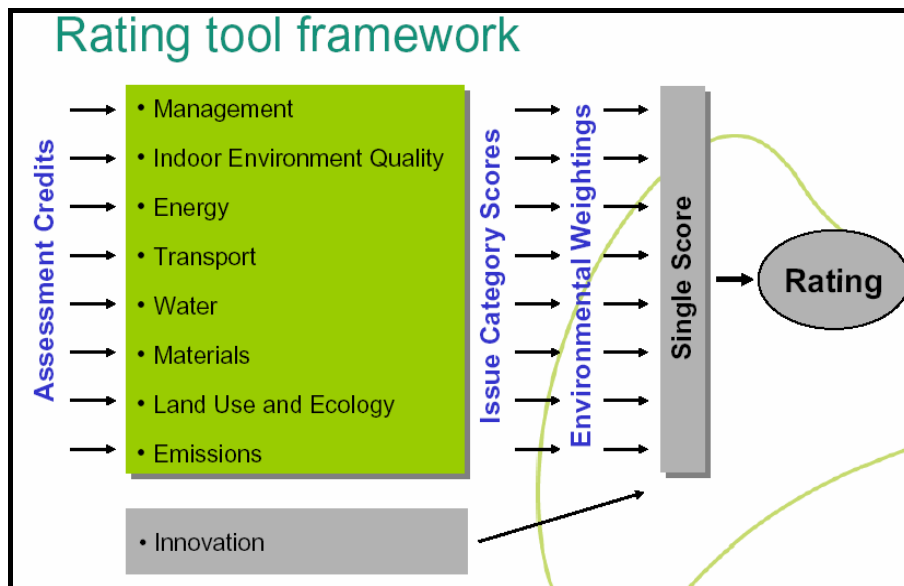 Rating tool framework
Assessment Credits
• Management
• Indoor Environment Quality
• Energy
• Transport
• Water
• Materials
• Land Use and Ecology
• Emissions
Issue Category Scores
Environmental Weightings
Single Score
Rating
• Innovation